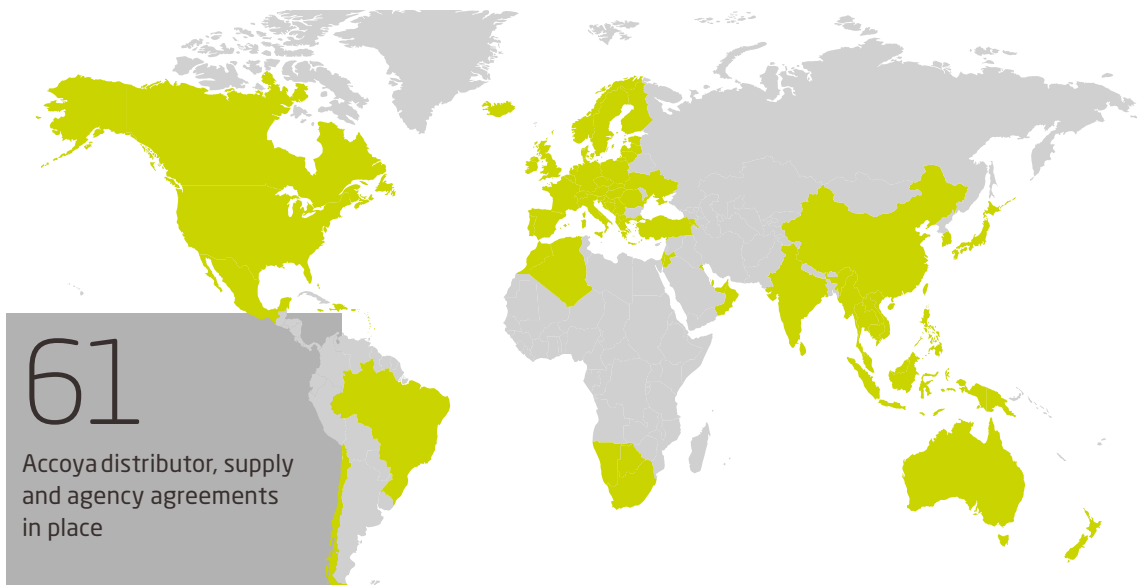 61
Accoya distributor, supply
and agency agreements
in place